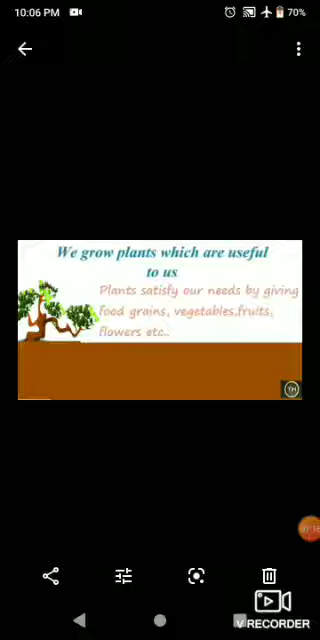 10:06 PM
70%
We grow plants which are useful
to us
Plants satisfy our needs by giving
food grains, vegetables,fruits,
flowers etc..
TH
V RECORDER